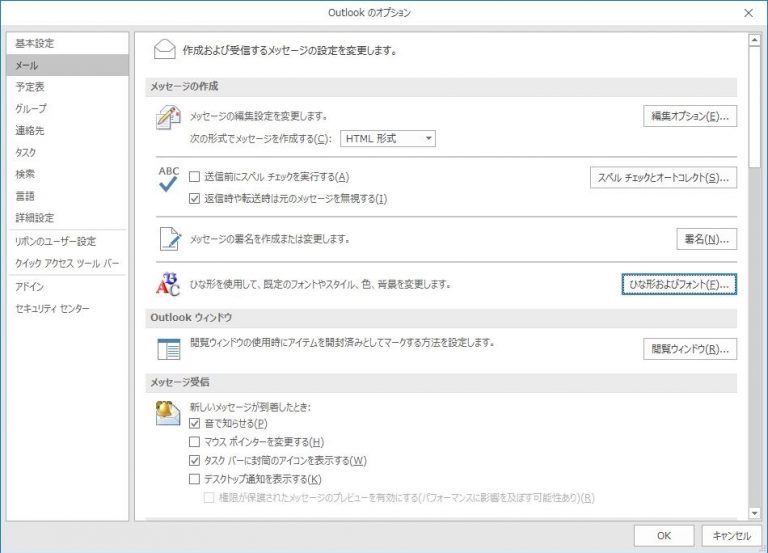 Outlook のオプション
基本設定
メール
予定表
グループ
連絡先
タスク
検索
言語
詳細設定
リボンのユーザー設定
クイック アクセス ツール バー
アドイン
セキュリティ センター
作成および受信するメッセージの設定を変更します。
メッセージの作成
メッセージの編集設定を変更します。
編集オプション(E)...
次の形式でメッセージを作成する(C): HTML 形式
ABC
送信前にスペル チェックを実行する(A)
スペル チェックとオートコレクト(S)...
返信時や転送時は元のメッセージを無視する(I)
メッセージの署名を作成または変更します。
署名(N)...
ひな形を使用して、既定のフォントやスタイル、色、背景を変更します。
ひな形およびフォント(F)...
Outlook ウィンドウ
閲覧ウィンドウの使用時にアイテムを開封済みとしてマークする方法を設定します。
閲覧ウィンドウ(R)...
メッセージ受信
新しいメッセージが到着したとき:
音で知らせる(P)
マウス ポインターを変更する(H)
タスク バーに封筒のアイコンを表示する(W)
デスクトップ通知を表示する(K)
権限が保護されたメッセージのプレビューを有効にする(パフォーマンスに影響を及ぼす可能性あり)(R)
OK
キャンセル